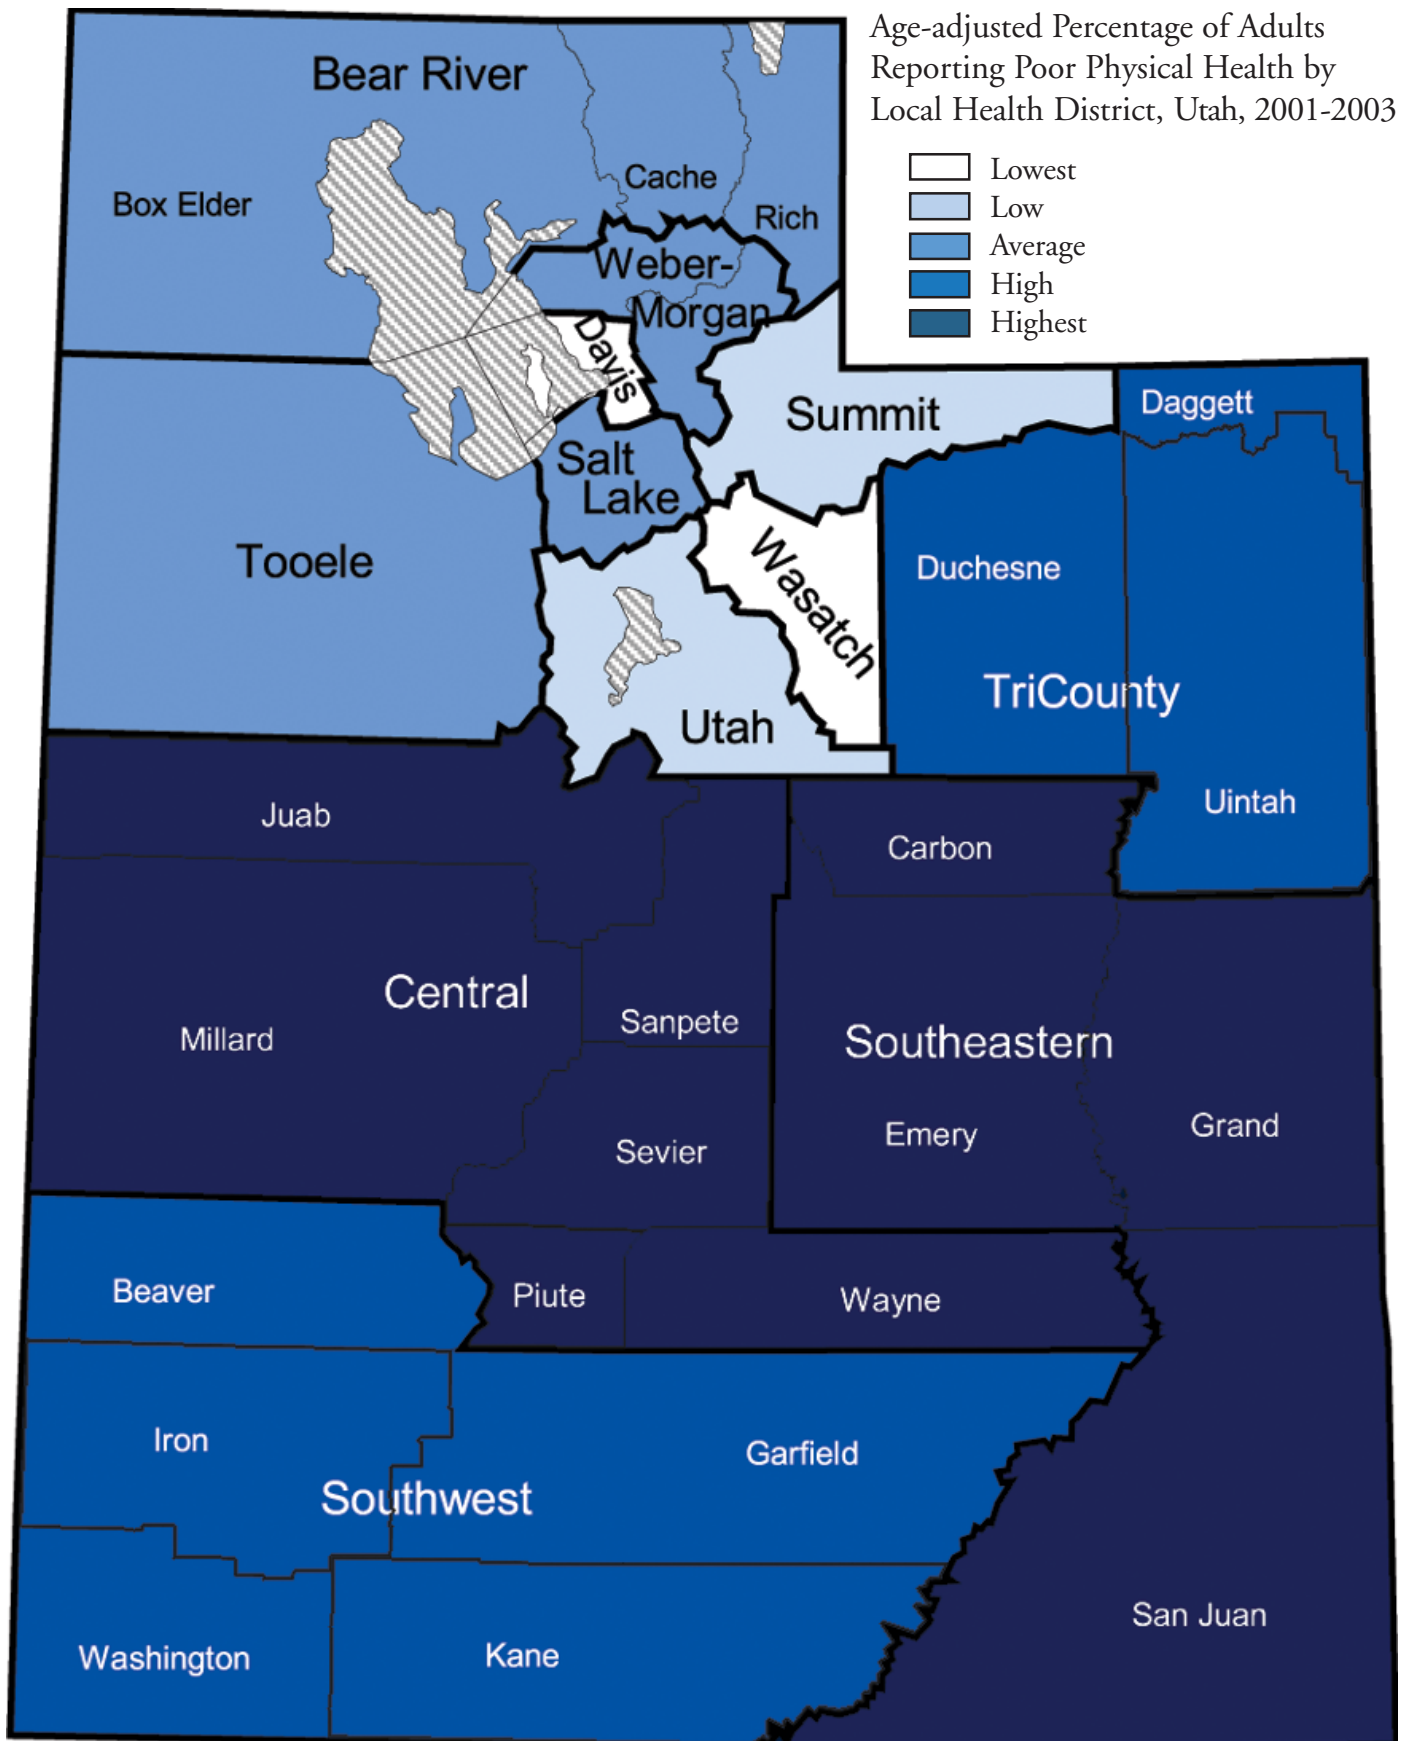 Age-adjusted Percentage of Adults
Reporting Poor Physical Health by
Local Health District, Utah, 2001-2003
Lowest
Low
Average
High
Highest
Bear River
Box Elder
Cache
Rich
Weber-
Morgan
Davis
Summit
Daggett
Salt
Lake
Tooele
Wasatch
Duchesne
TriCounty
Utah
Uintah
Juab
Carbon
Central
Sanpete
Millard
Southeastern
Emery
Grand
Sevier
Beaver
Piute
Wayne
Iron
Garfield
Southwest
San Juan
Washington
Kane